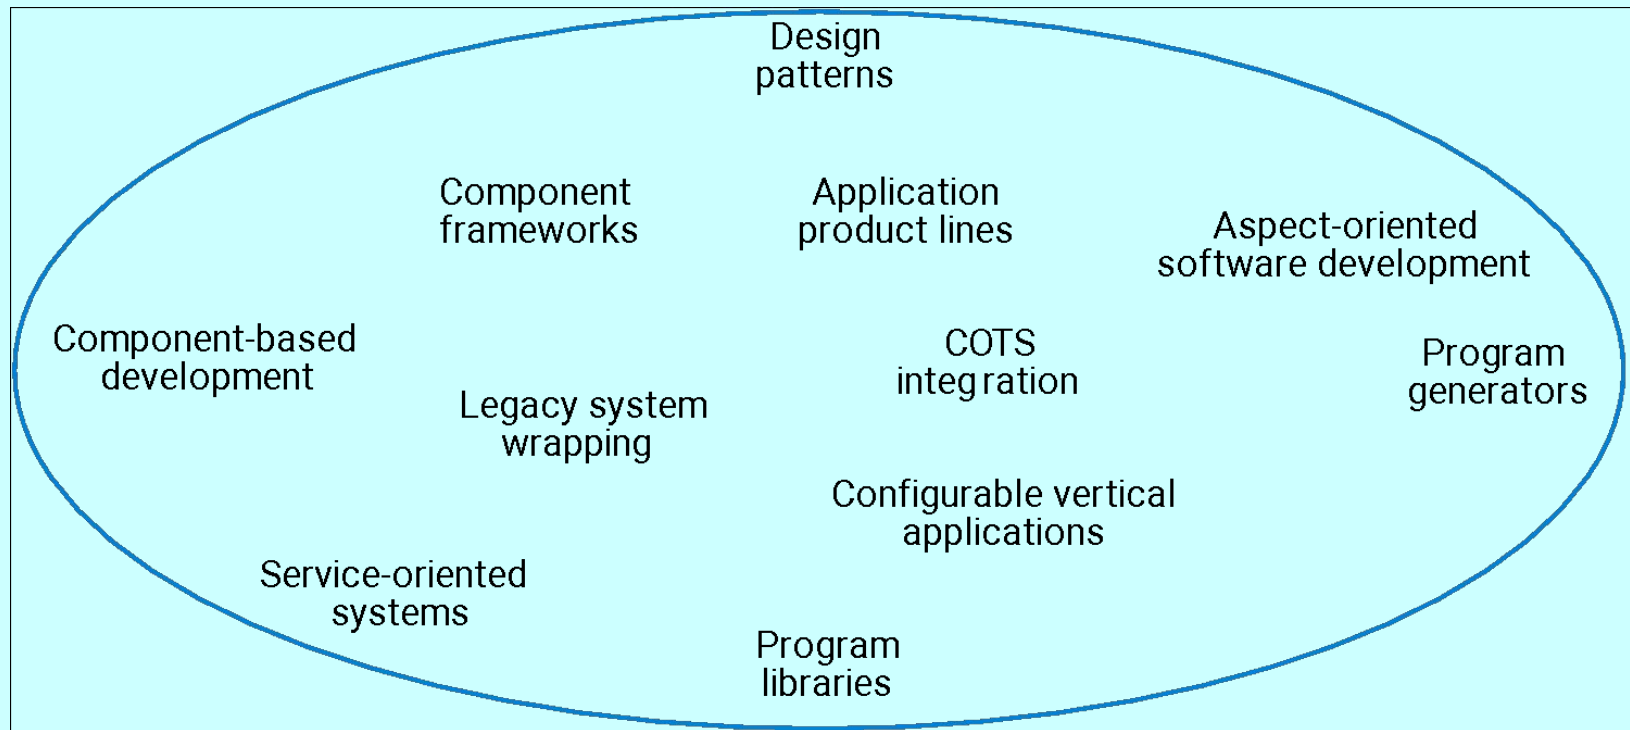 Design
patterns
Component
frameworks
Application
product lines
Aspect-oriented
software development
Component-based
development
COTS
integration
Program
generators
Legacy system
wrapping
Configurable vertical
applications
Service-oriented
systems
Program
libraries